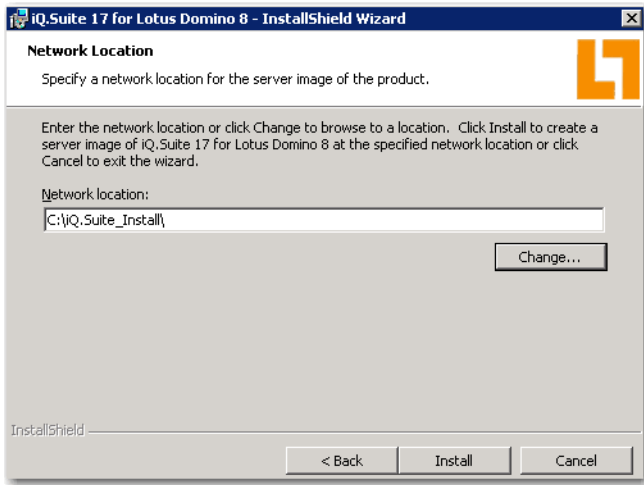 iQ.Suite 17 for Lotus Domino 8 - InstallShield Wizard
Network Location
Specify a network location for the server image of the product.
Enter the network location or click Change to browse to a location. Click Install to create a
server image of iQ.Suite 17 for Lotus Domino 8 at the specified network location or click
Cancel to exit the wizard.
Network location:
C:\iQ.Suite_Install\
Change...
InstallShield
< Back Install Cancel